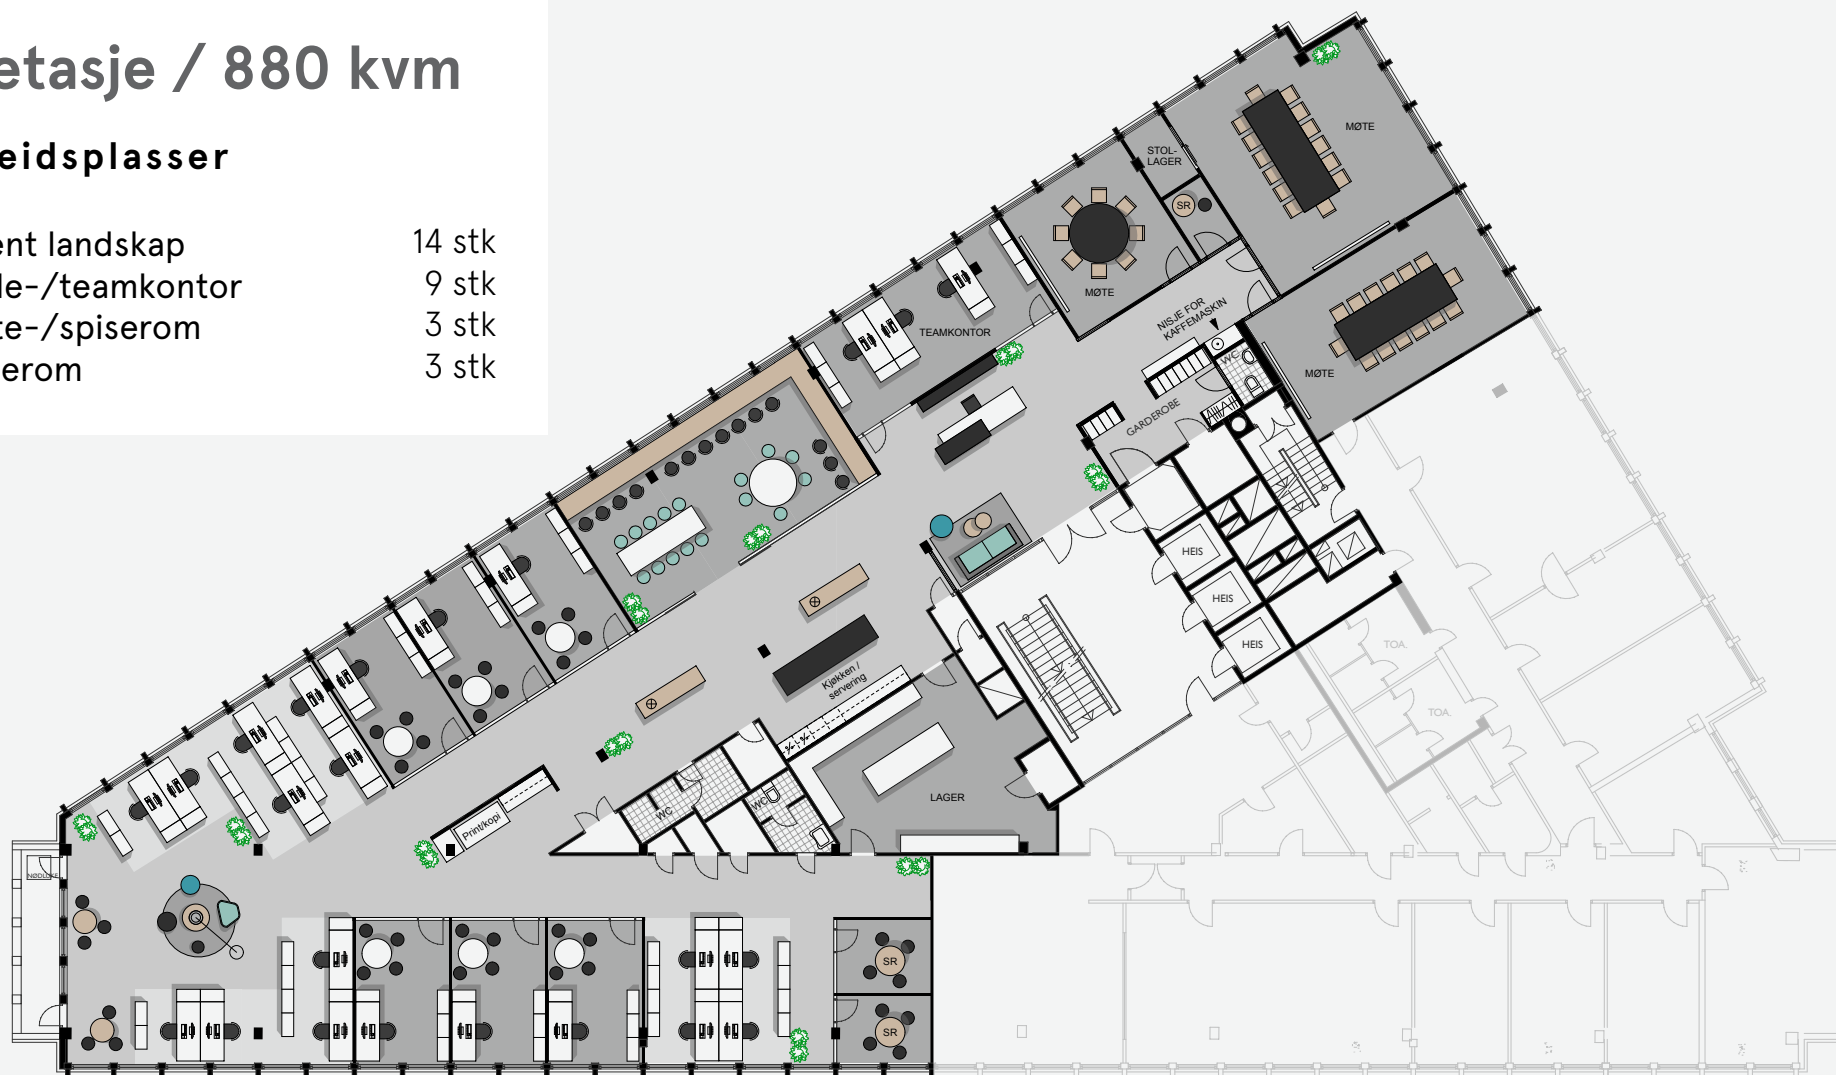 etasje / 880 kvm
eidsplasser
ent landskap 14 stk
le-/teamkontor 9 stk
te-/spiserom 3 stk
erom 3 stk
MØTE
STOL-
LAGER
SR
MØTE
NISJE FOR
KAFFEMASKIN
TEAMKONTOR
WC
MØTE
GARDEROBE
HEIS
HEIS
HEIS
TOA.
TOA.
Kjøkken /
servering
LAGER
WC
WC
Print/kopi
SR
SR